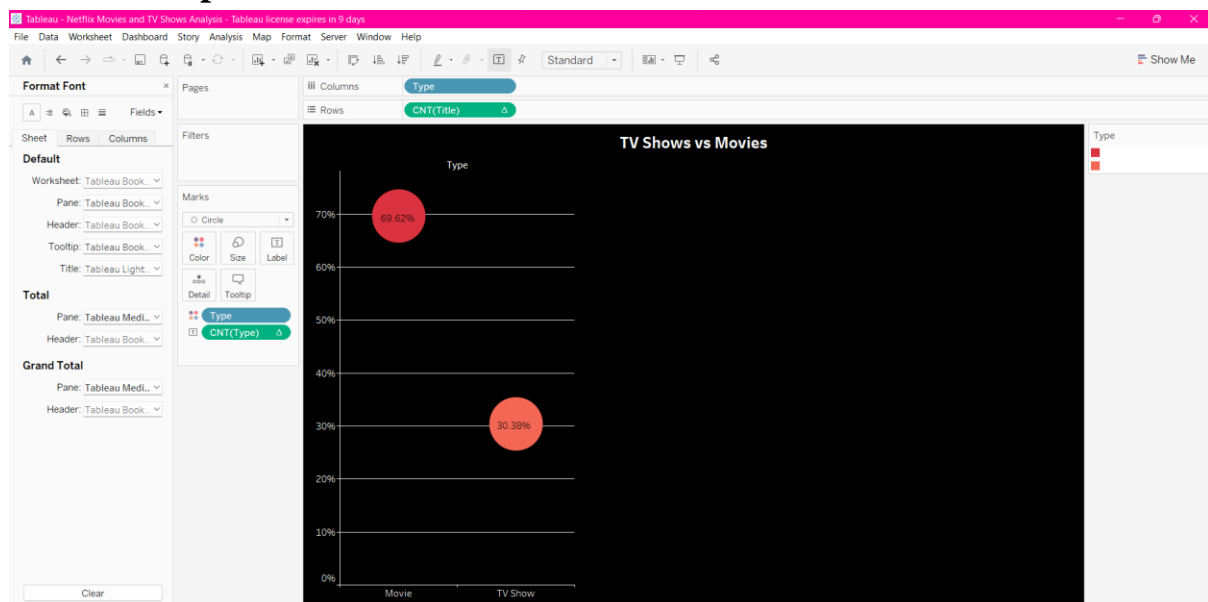 Tableau - Netflix Movies and TV Shows Analysis - Tableau license expires in 9 days
File Data Worksheet Dashboard Story Analysis Map Format Server Window Help
Standard
Show Me
Format Font
Fields
Sheet Rows Columns
Default
Worksheet: Tableau Book..
Pane: Tableau Book..
Header: Tableau Book..
Tooltip: Tableau Book..
Title: Tableau Light..
Total
Pane: Tableau Medi..
Header: Tableau Book..
Grand Total
Pane: Tableau Medi..
Header: Tableau Book..
Clear
Pages
Filters
Marks
Circle
Color Size Label
Detail Tooltip
Type
CNT(Type) Δ
Columns Type
Rows CNT(Title) Δ
TV Shows vs Movies
Type
70%
69.62%
60%
50%
40%
30%
30.38%
20%
10%
0%
Movie TV Show
Type